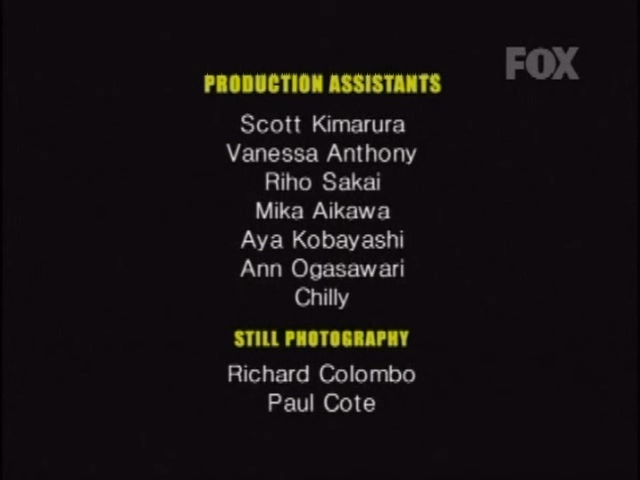 FOX
PRODUCTION ASSISTANTS
Scott Kimarura
Vanessa Anthony
Riho Sakai
Mika Aikawa
Aya Kobayashi
Ann Ogasawari
Chilly
STILL PHOTOGRAPHY
Richard Colombo
Paul Cote